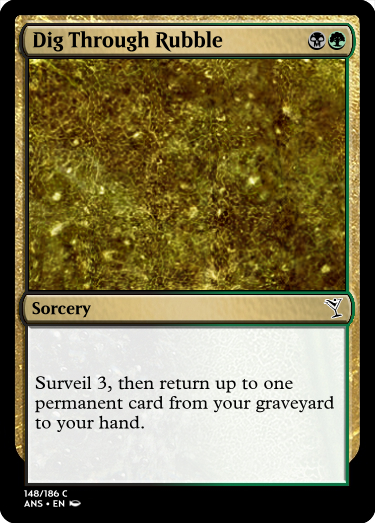 Dig Through Rubble
Sorcery
Surveil 3, then return up to one
permanent card from your graveyard
to your hand.
148/186 C
ANS • EN